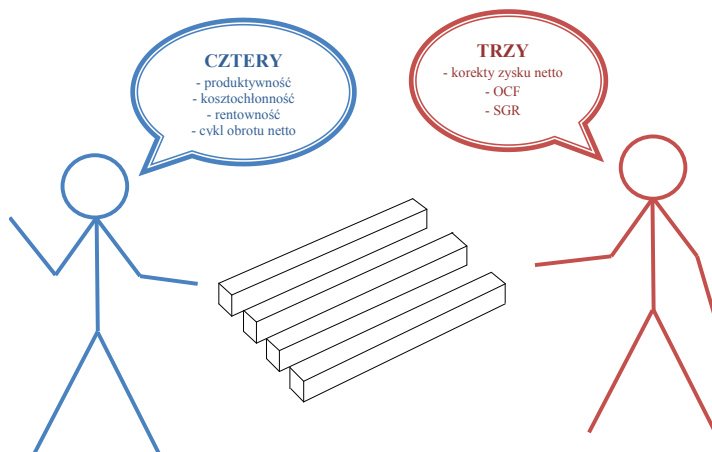 CZTERY
- produktywność
- kosztochłonność
- rentowność
- cykl obrotu netto
TRZY
- korekty zysku netto
- OCF
- SGR